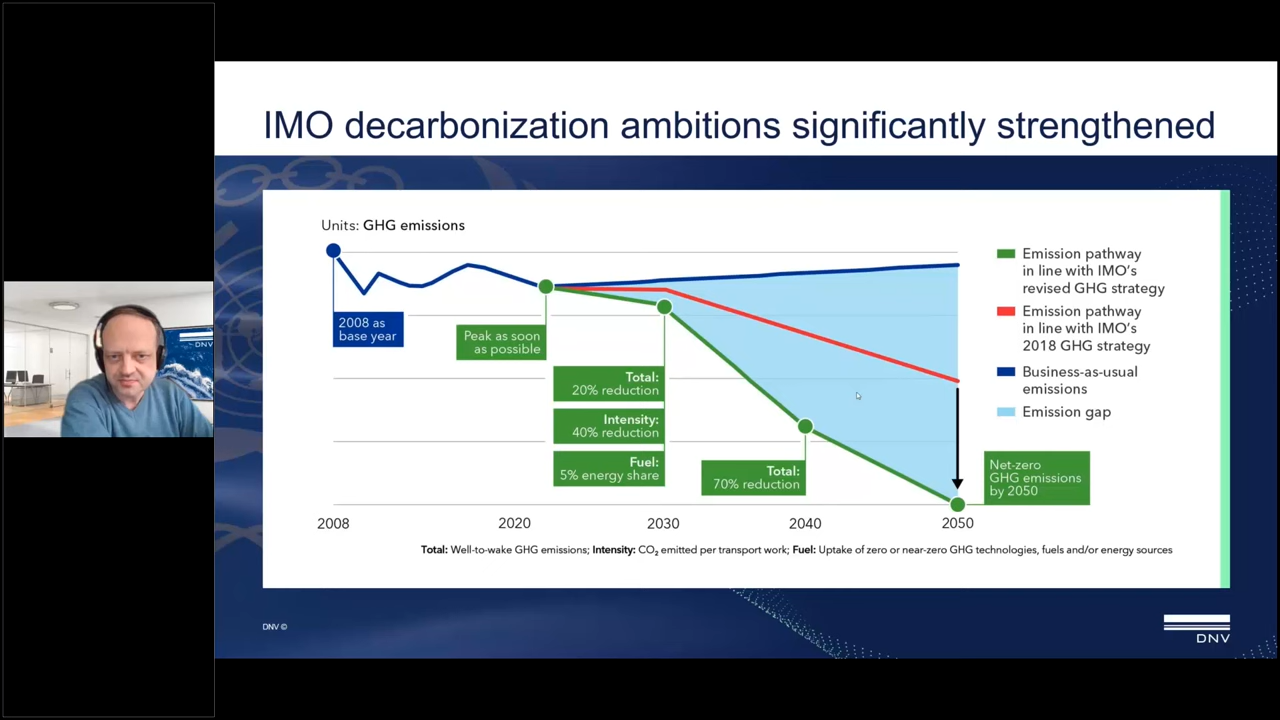 IMO decarbonization ambitions significantly strengthened
Units: GHG emissions
2008 as
base year
Peak as soon
as possible
Total:
20% reduction
Intensity:
40% reduction
Fuel:
5% energy share
Total:
70% reduction
Net-zero
GHG emissions
by 2050
2008
2020
2030
2040
2050
Emission pathway
in line with IMO's
revised GHG strategy
Emission pathway
in line with IMO's
2018 GHG strategy
Business-as-usual
emissions
Emission gap
Total: Well-to-wake GHG emissions; Intensity: CO₂ emitted per transport work; Fuel: Uptake of zero or near-zero GHG technologies, fuels and/or energy sources
DNV ©
DNV
DNV